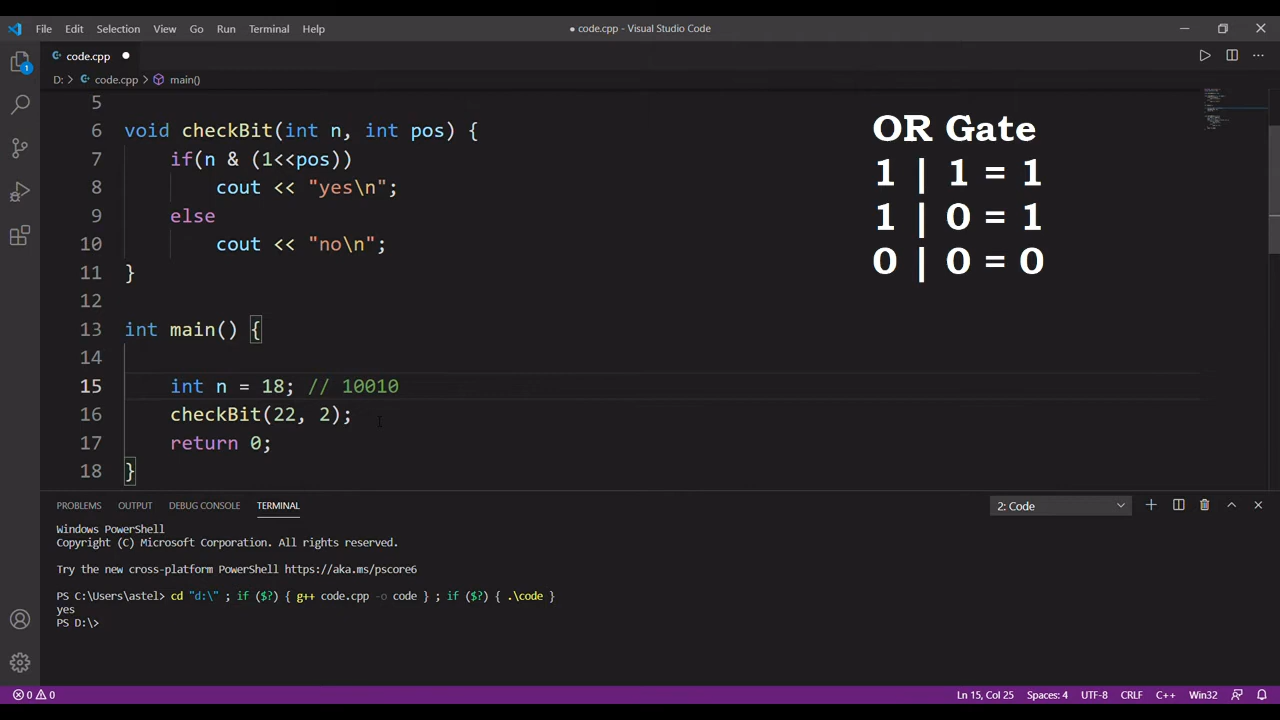 File Edit Selection View Go Run Terminal Help
● code.cpp - Visual Studio Code
code.cpp ●
D: > code.cpp > main()
5
6 void checkBit(int n, int pos) {
7 if(n & (1<<pos))
8 cout << "yes\n";
9 else
10 cout << "no\n";
11 }
12
13 int main() {
14
15 int n = 18; // 10010
16 checkBit(22, 2);
17 return 0;
18 }
OR Gate
1 | 1 = 1
1 | 0 = 1
0 | 0 = 0
PROBLEMS OUTPUT DEBUG CONSOLE TERMINAL
2: Code
Windows PowerShell
Copyright (C) Microsoft Corporation. All rights reserved.
Try the new cross-platform PowerShell https://aka.ms/pscore6
PS C:\Users\astel> cd "d:\" ; if ($?) { g++ code.cpp -o code } ; if ($?) { .\code }
yes
PS D:\>
1
0 0
Ln 15, Col 25 Spaces: 4 UTF-8 CRLF C++ Win32